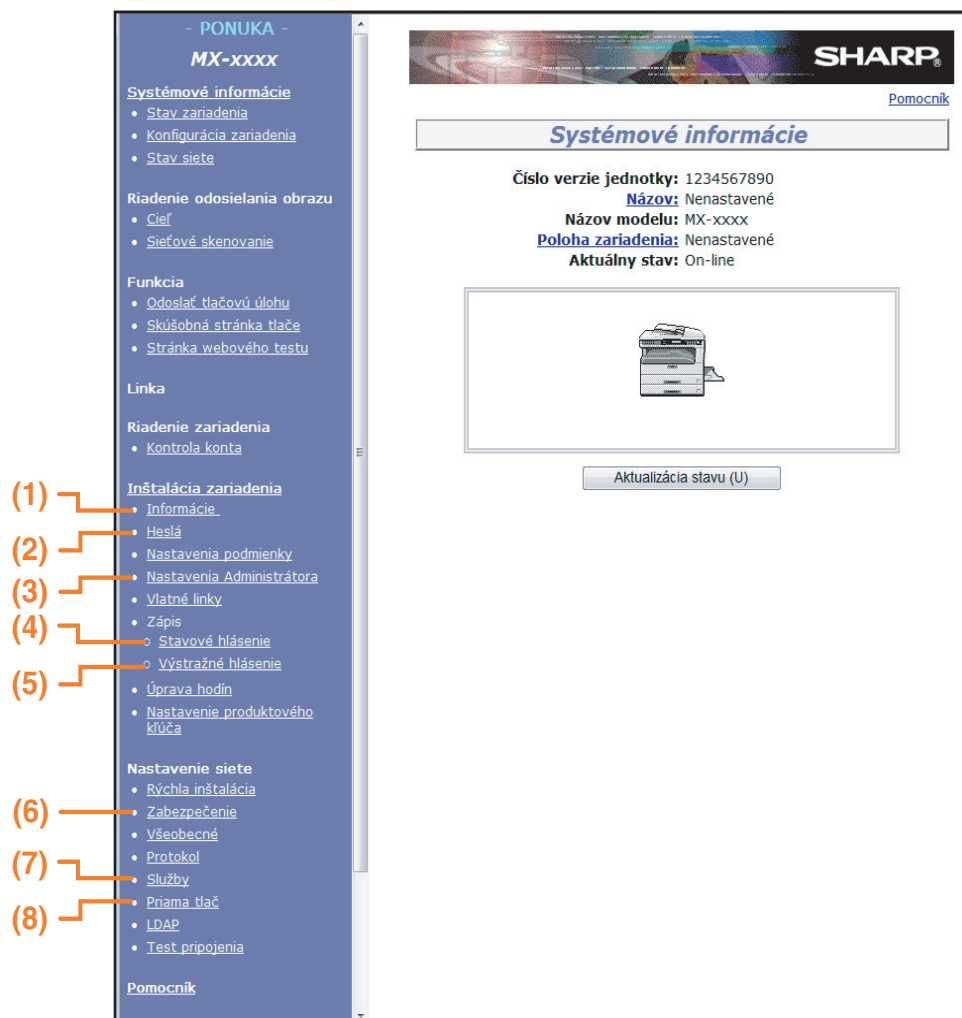 - PONUKA -
MX-xxxx
Systémové informácie
• Stav zariadenia
• Konfigurácia zariadenia
• Stav siete
Riadenie odosielania obrazu
• Cieľ
• Sieťové skenovanie
Funkcia
• Odoslať tlačovú úlohu
• Skúšobná stránka tlače
• Stránka webového testu
Linka
Riadenie zariadenia
• Kontrola konta
Inštalácia zariadenia
(1) • Informácie
(2) • Heslá
• Nastavenia podmienky
(3) • Nastavenia Administrátora
• Vlatné linky
• Zápis
(4) o Stavové hlásenie
(5) o Výstražné hlásenie
• Úprava hodín
• Nastavenie produktového
kľúča
Nastavenie siete
• Rýchla inštalácia
(6) • Zabezpečenie
• Všeobecné
• Protokol
(7) • Služby
(8) • Priama tlač
• LDAP
• Test pripojenia
Pomocník
SHARP®
Pomocník
Systémové informácie
Číslo verzie jednotky: 1234567890
Názov: Nenastavené
Názov modelu: MX-xxxx
Poloha zariadenia: Nenastavené
Aktuálny stav: On-line
Aktualizácia stavu (U)